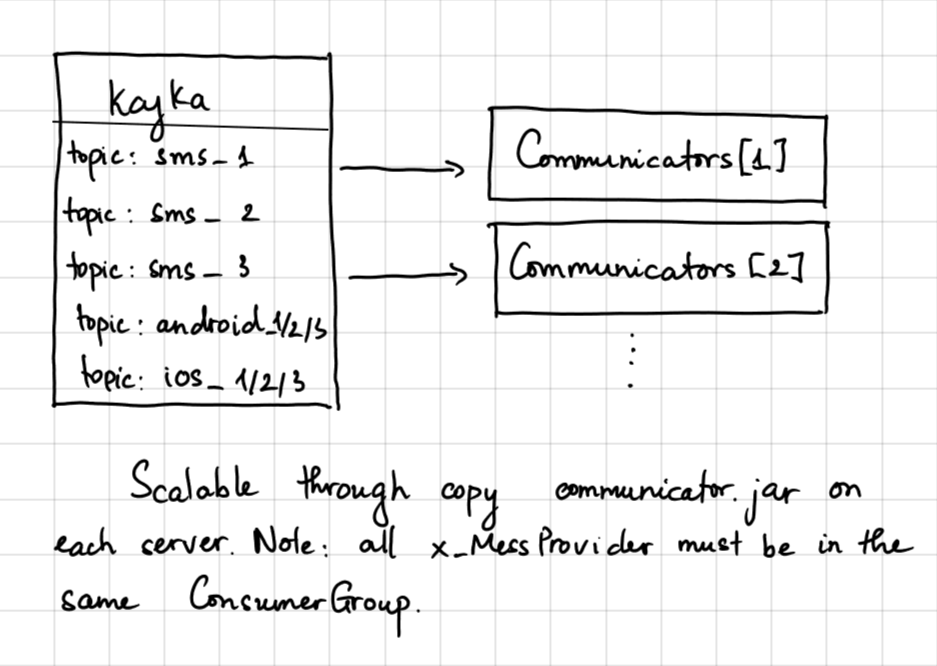 Kafka
topic: sms_1
topic: sms_2
topic: sms_3
topic: android_1/2/3
topic: ios_1/2/3
Communicators[1]
Communicators [2]
Scalable through copy communicator.jar on
each server. Note: all x_MessProvider must be in the
same ConsumerGroup.